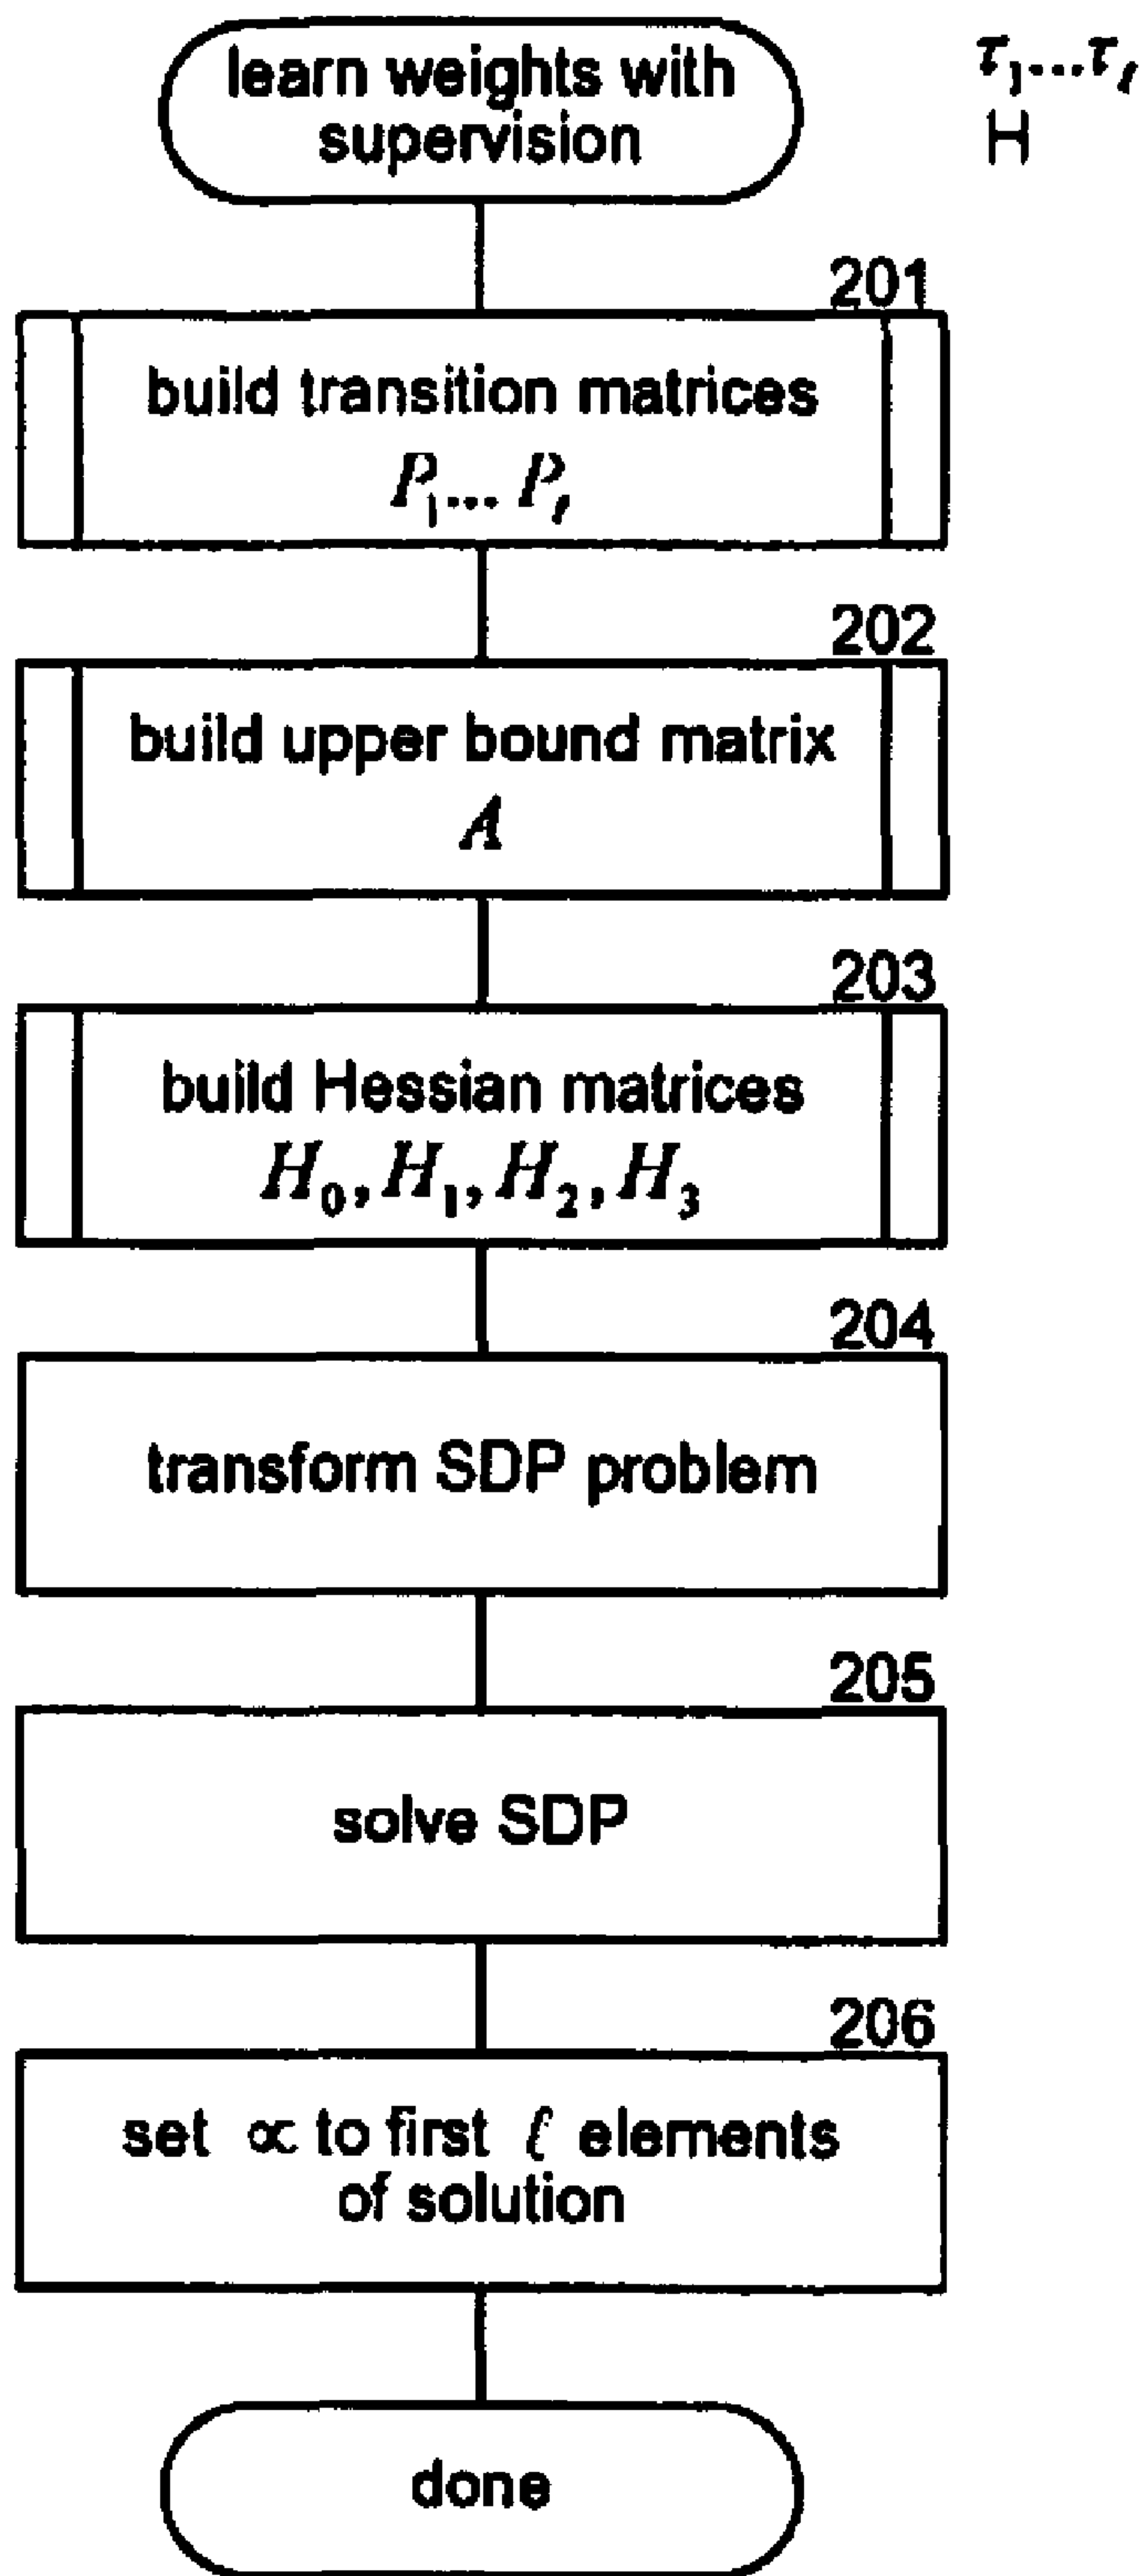 learn weights with
supervision
τ₁...τℓ
H
201
build transition matrices
P₁... Pℓ
202
build upper bound matrix
A
203
build Hessian matrices
H₀, H₁, H₂, H₃
204
transform SDP problem
205
solve SDP
206
set ∝ to first ℓ elements
of solution
done